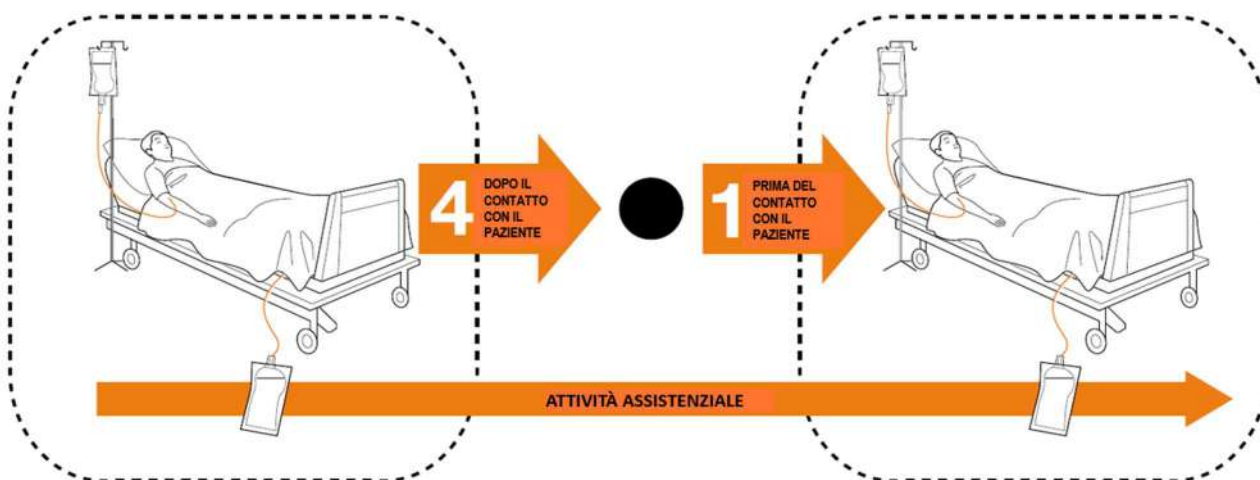 4
DOPO IL
CONTATTO
CON IL
PAZIENTE
1
PRIMA DEL
CONTATTO
CON IL
PAZIENTE
ATTIVITÀ ASSISTENZIALE